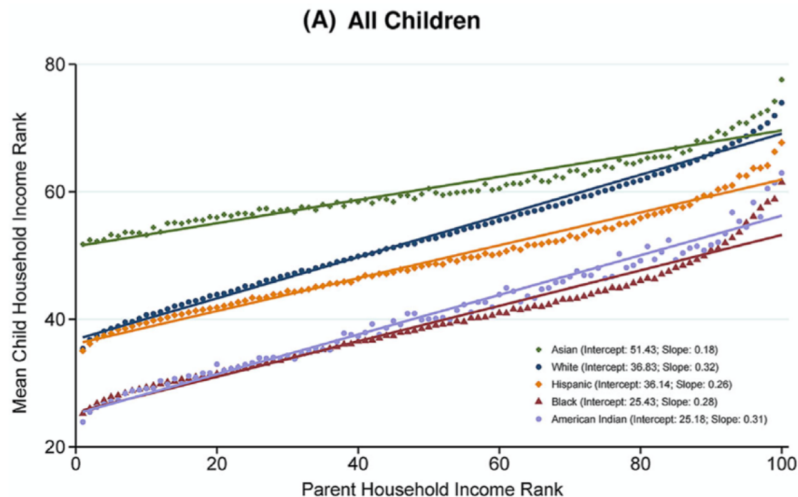 (A) All Children
Mean Child Household Income Rank
80
60
40
20
0
20
40
60
80
100
Parent Household Income Rank
Asian (Intercept: 51.43; Slope: 0.18)
White (Intercept: 36.83; Slope: 0.32)
Hispanic (Intercept: 36.14; Slope: 0.26)
Black (Intercept: 25.43; Slope: 0.28)
American Indian (Intercept: 25.18; Slope: 0.31)